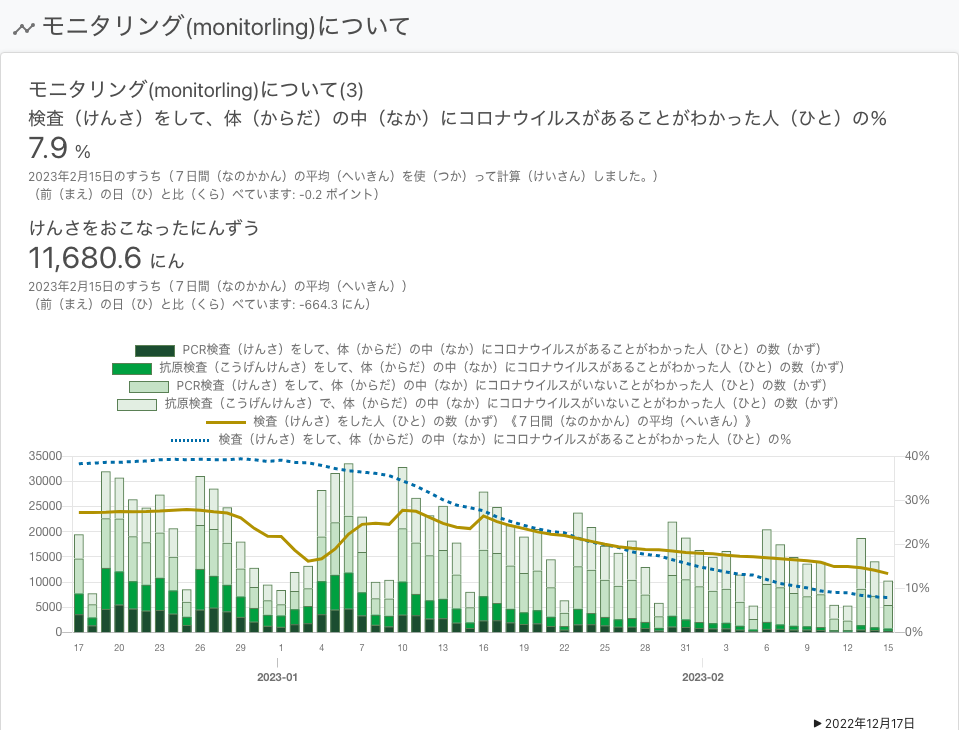 モニタリング(monitorling)について
モニタリング(monitorling)について(3)
検査（けんさ）をして、体（からだ）の中（なか）にコロナウイルスがあることがわかった人（ひと）の%
7.9 %
2023年2月15日のすうち（７日間（なのかかん）の平均（へいきん）を使（つか）って計算（けいさん）しました。）
（前（まえ）の日（ひ）と比（くら）べています: -0.2 ポイント）
けんさをおこなったにんずう
11,680.6 にん
2023年2月15日のすうち（７日間（なのかかん）の平均（へいきん））
（前（まえ）の日（ひ）と比（くら）べています: -664.3 にん）
PCR検査（けんさ）をして、体（からだ）の中（なか）にコロナウイルスがあることがわかった人（ひと）の数（かず）
抗原検査（こうげんけんさ）をして、体（からだ）の中（なか）にコロナウイルスがあることがわかった人（ひと）の数（かず）
PCR検査（けんさ）をして、体（からだ）の中（なか）にコロナウイルスがいないことがわかった人（ひと）の数（かず）
抗原検査（こうげんけんさ）で、体（からだ）の中（なか）にコロナウイルスがいないことがわかった人（ひと）の数（かず）
検査（けんさ）をした人（ひと）の数（かず）《７日間（なのかかん）の平均（へいきん）》
検査（けんさ）をして、体（からだ）の中（なか）にコロナウイルスがあることがわかった人（ひと）の%
35000 40%
30000
25000 30%
20000
15000 20%
10000 10%
5000
0 0%
17 20 23 26 29 1 4 7 10 13 16 19 22 25 28 31 3 6 9 12 15
2023-01 2023-02
▶ 2022年12月17日